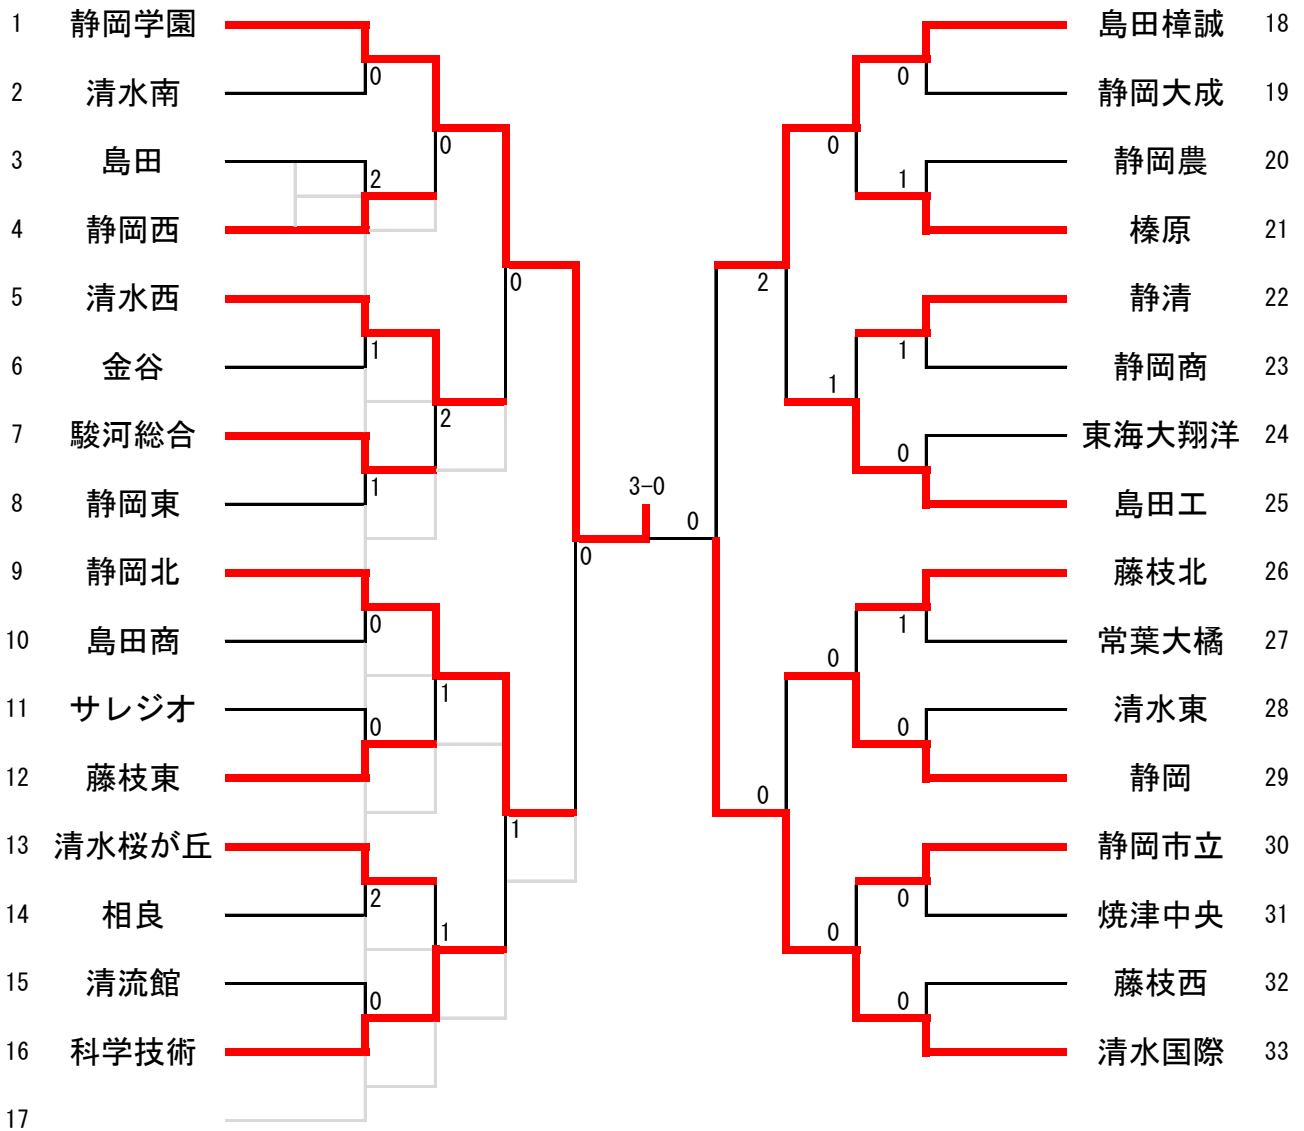 1 静岡学園
0
2 清水南
0
3 島田
2
4 静岡西
0
5 清水西
1
6 金谷
2
7 駿河総合
1
8 静岡東
0
9 静岡北
0
10 島田商
1
11 サレジオ
0
12 藤枝東
1
13 清水桜が丘
2
14 相良
1
15 清流館
0
16 科学技術
17
3-0
0
島田樟誠 18
0
静岡大成 19
0
静岡農 20
1
榛原 21
2
静清 22
1
静岡商 23
1
東海大翔洋 24
0
島田工 25
藤枝北 26
1
常葉大橘 27
0
清水東 28
0
静岡 29
0
静岡市立 30
0
焼津中央 31
0
藤枝西 32
0
清水国際 33